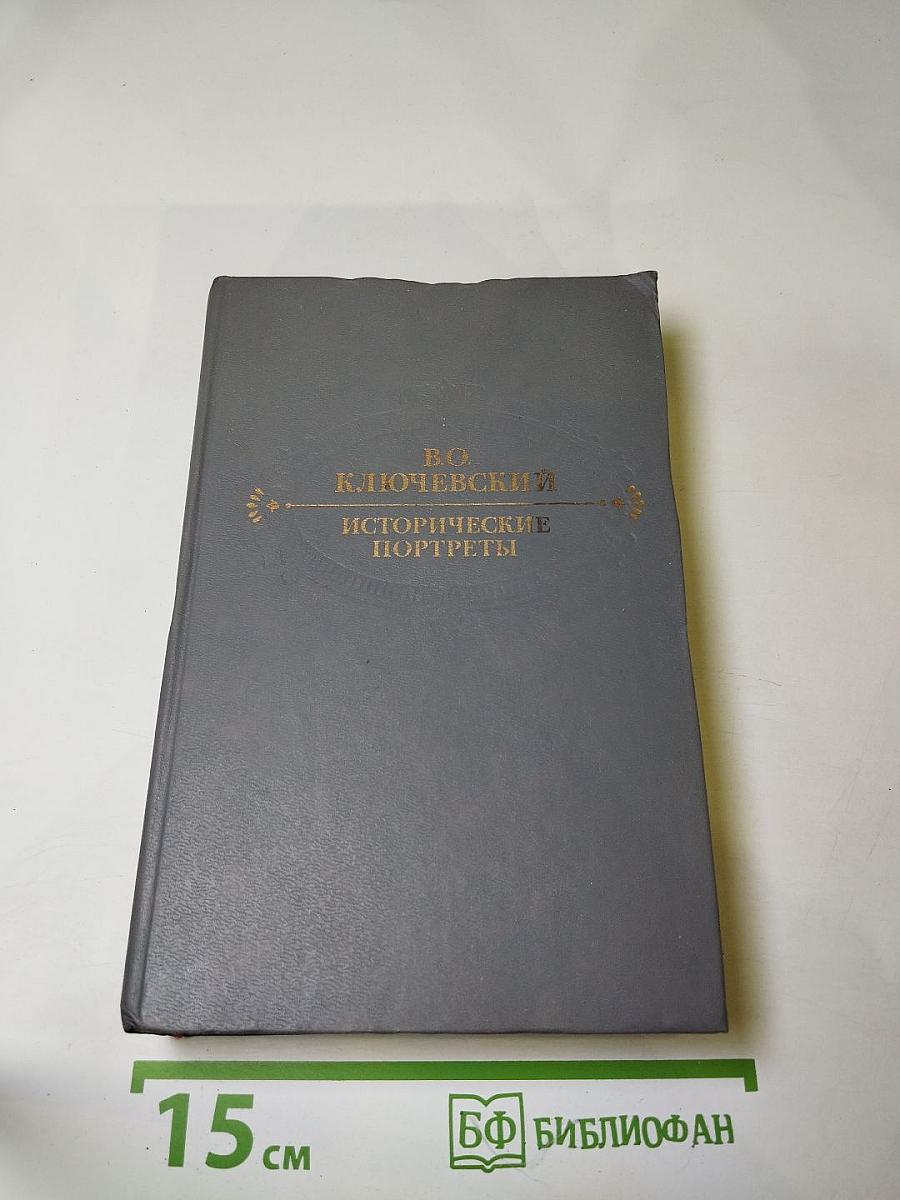 В.О.
КЛЮЧЕВСКИЙ
ИСТОРИЧЕСКИЕ
ПОРТРЕТЫ
15 см
БФ БИБЛИОФАН